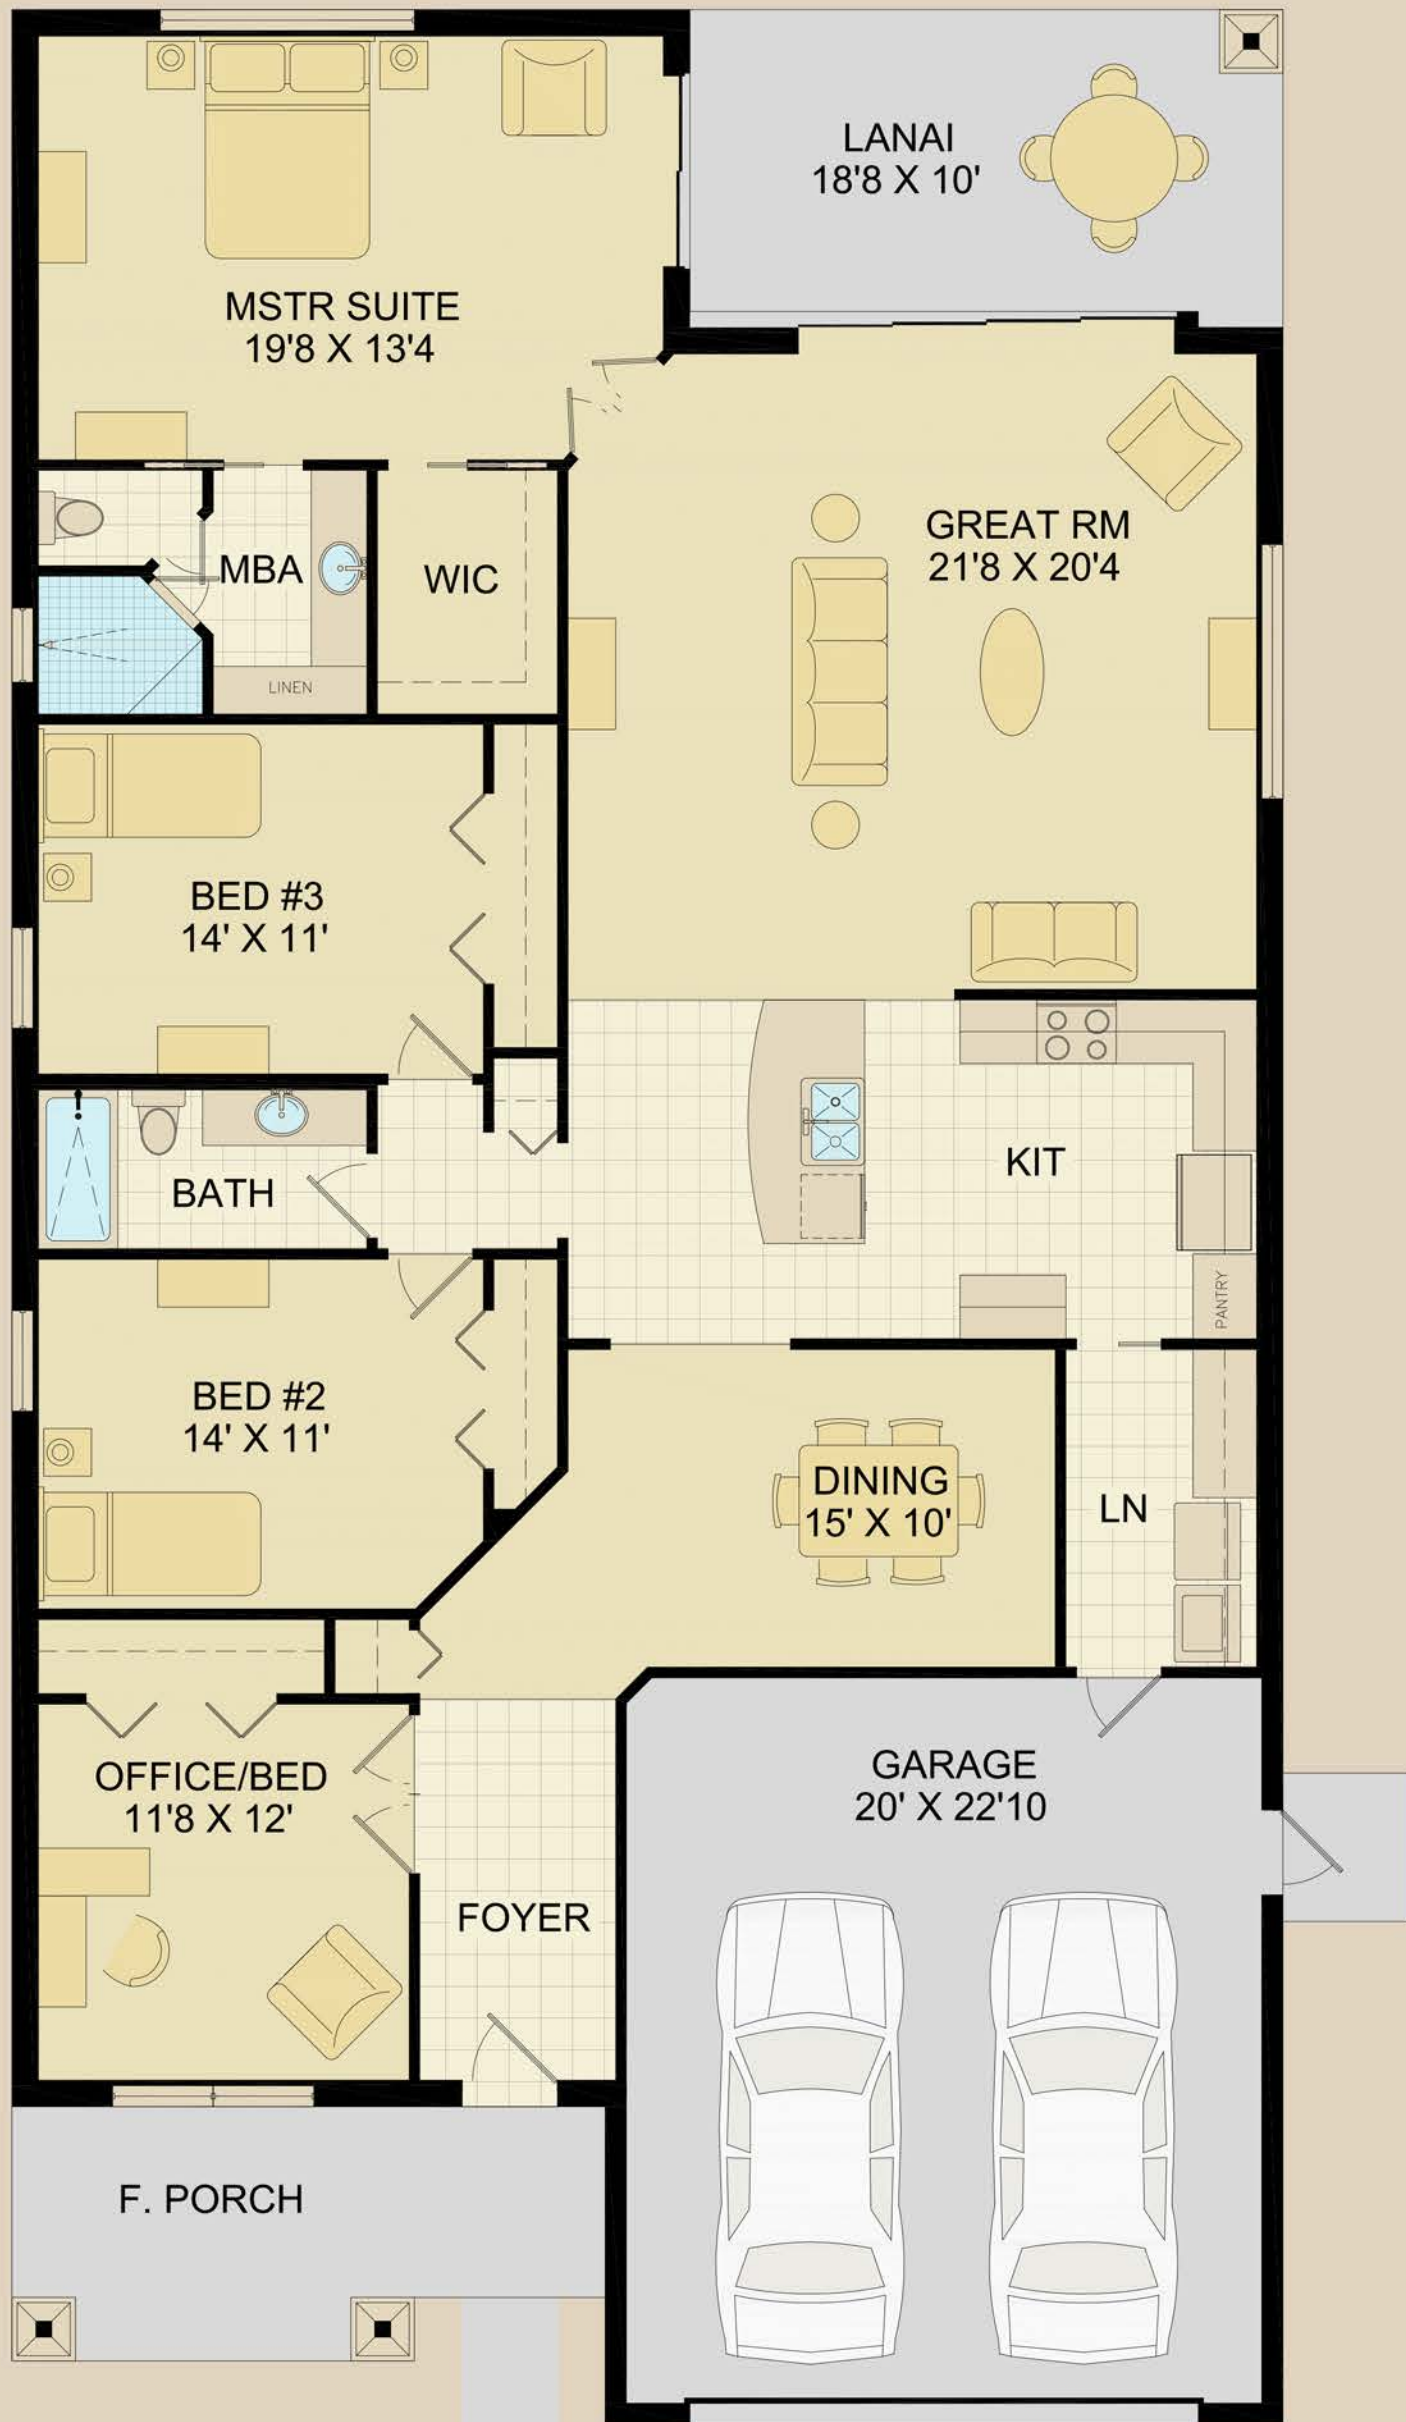 LANAI
18'8 X 10'
MSTR SUITE
19'8 X 13'4
GREAT RM
21'8 X 20'4
MBA
WIC
LINEN
BED #3
14' X 11'
KIT
BATH
PANTRY
BED #2
14' X 11'
DINING
15' X 10'
LN
OFFICE/BED
11'8 X 12'
GARAGE
20' X 22'10
FOYER
F. PORCH